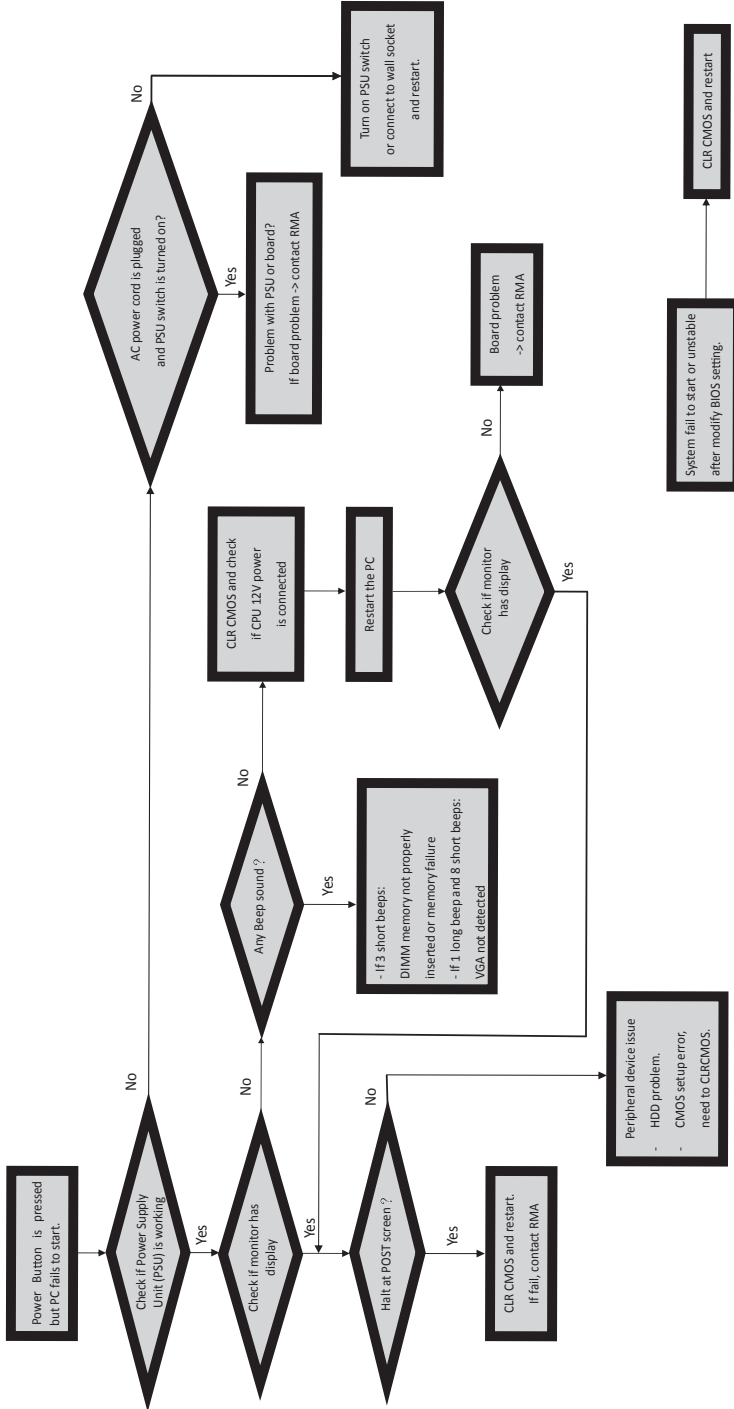 Power Button is pressed
but PC fails to start.
Check if Power Supply
Unit (PSU) is working
No
Yes
AC power cord is plugged
and PSU switch is turned on?
No
Yes
Turn on PSU switch
or connect to wall socket
and restart.
Problem with PSU or board?
If board problem -> contact RMA
Check if monitor has
display
No
Yes
Any Beep sound ?
No
Yes
CLR CMOS and check
if CPU 12V power
is connected
Restart the PC
- If 3 short beeps:
DIMM memory not properly
inserted or memory failure
- If 1 long beep and 8 short beeps:
VGA not detected
Check if monitor
has display
No
Yes
Board problem
-> contact RMA
Halt at POST screen ?
No
Yes
CLR CMOS and restart.
If fail, contact RMA
Peripheral device issue
- HDD problem.
- CMOS setup error,
need to CLRCMOS.
System fail to start or unstable
after modify BIOS setting.
CLR CMOS and restart